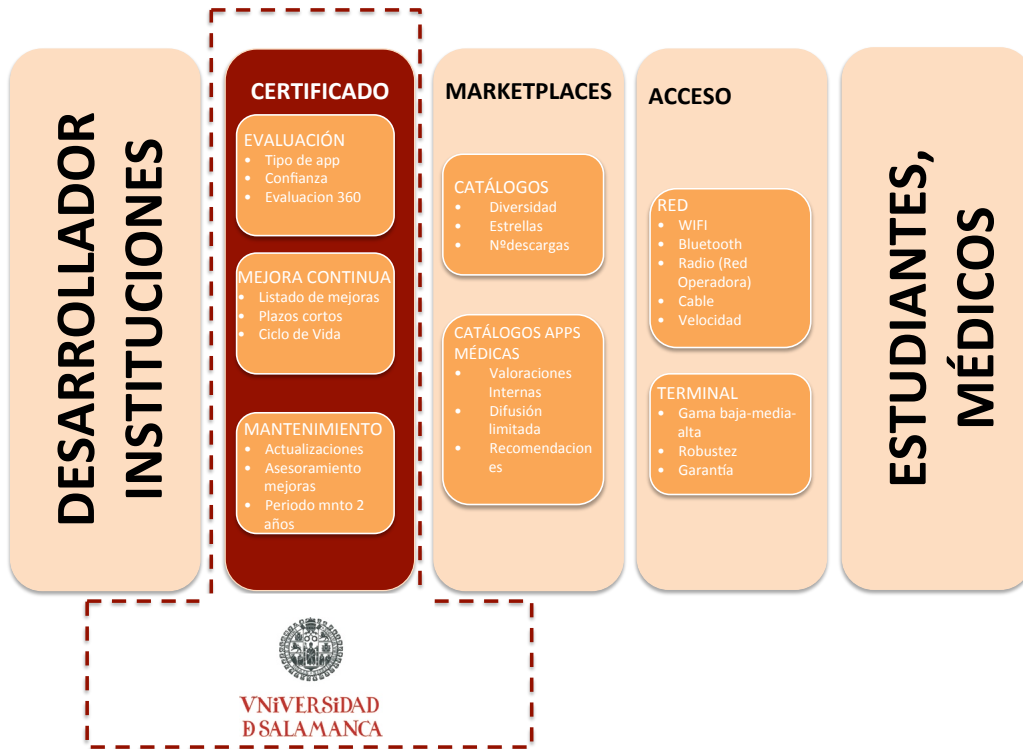 DESARROLLADOR
INSTITUCIONES
CERTIFICADO
EVALUACIÓN
• Tipo de app
• Confianza
• Evaluacion 360
MEJORA CONTINUA
• Listado de mejoras
• Plazos cortos
• Ciclo de Vida
MANTENIMIENTO
• Actualizaciones
• Asesoramiento
mejoras
• Periodo mnto 2
años
MARKETPLACES
CATÁLOGOS
• Diversidad
• Estrellas
• Nºdescargas
CATÁLOGOS APPS
MÉDICAS
• Valoraciones
Internas
• Difusión
limitada
• Recomendacion
es
ACCESO
RED
• WIFI
• Bluetooth
• Radio (Red
Operadora)
• Cable
• Velocidad
TERMINAL
• Gama baja-media-
alta
• Robustez
• Garantía
ESTUDIANTES,
MÉDICOS
VNiVERSiDAD
D SALAMANCA